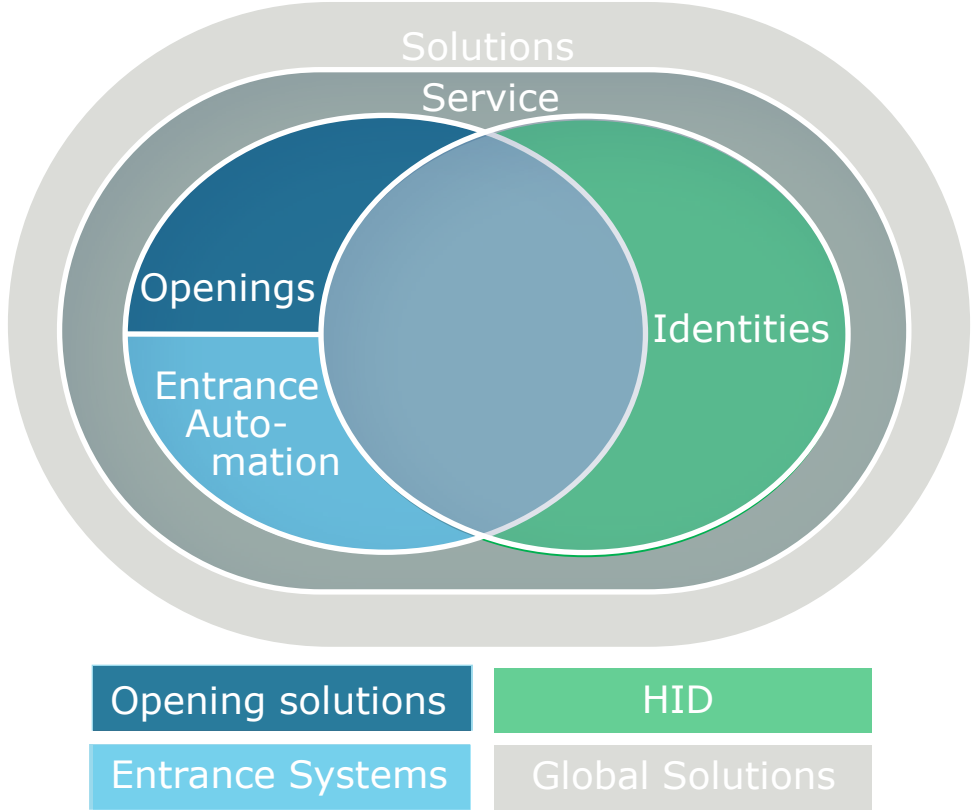 Solutions
Service
Openings
Identities
Entrance
Auto-
mation
Opening solutions
HID
Entrance Systems
Global Solutions